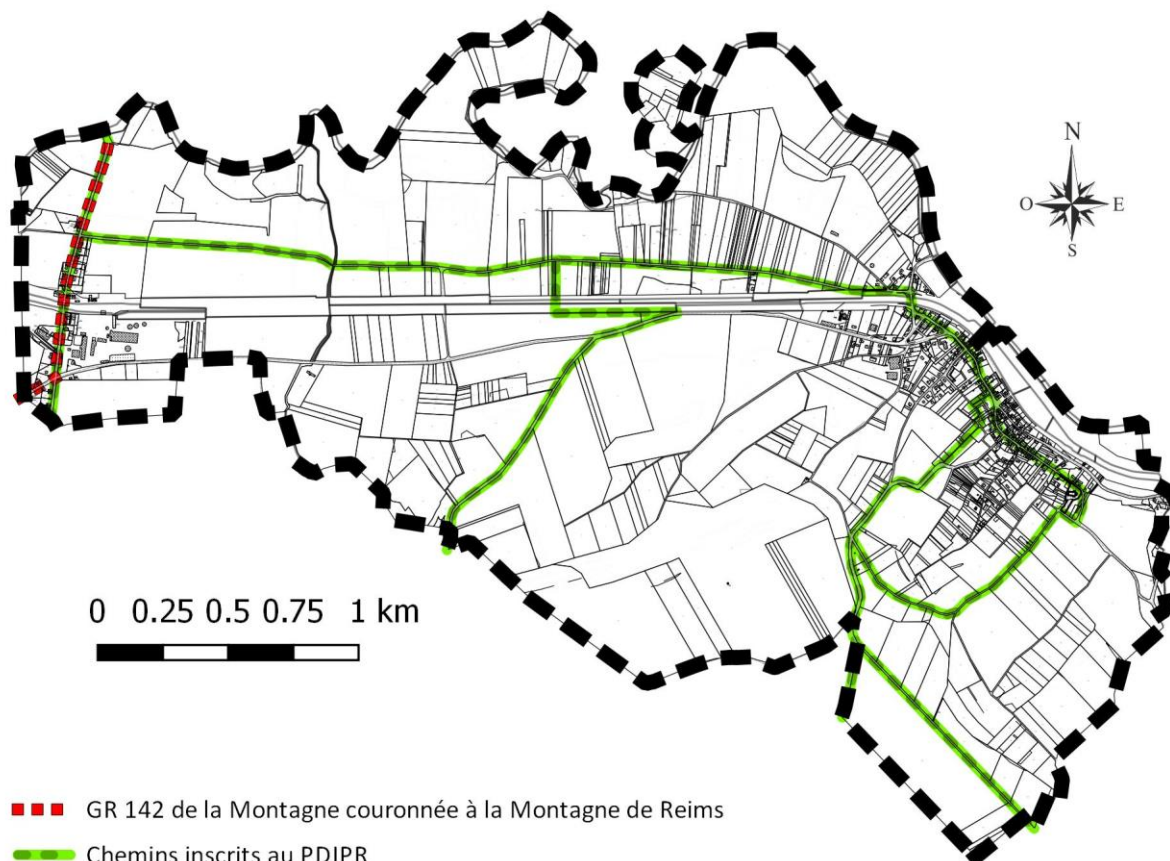 N
O E
S
0 0.25 0.5 0.75 1 km
GR 142 de la Montagne couronnée à la Montagne de Reims
Chemins inscrits au PDIPR